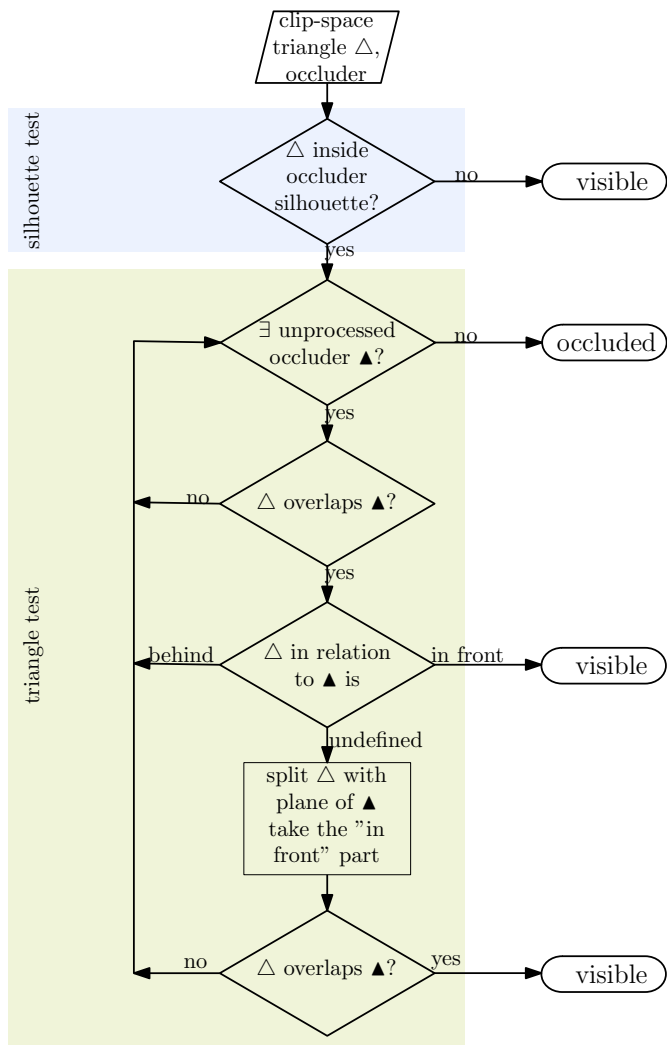 clip-space
triangle △,
occluder
silhouette test
△ inside
occluder
silhouette?
no
visible
yes
∃ unprocessed
occluder ▲?
no
occluded
yes
no
△ overlaps ▲?
yes
triangle test
behind
△ in relation
to ▲ is
in front
visible
undefined
split △ with
plane of ▲
take the ”in
front” part
no
△ overlaps ▲?
yes
visible